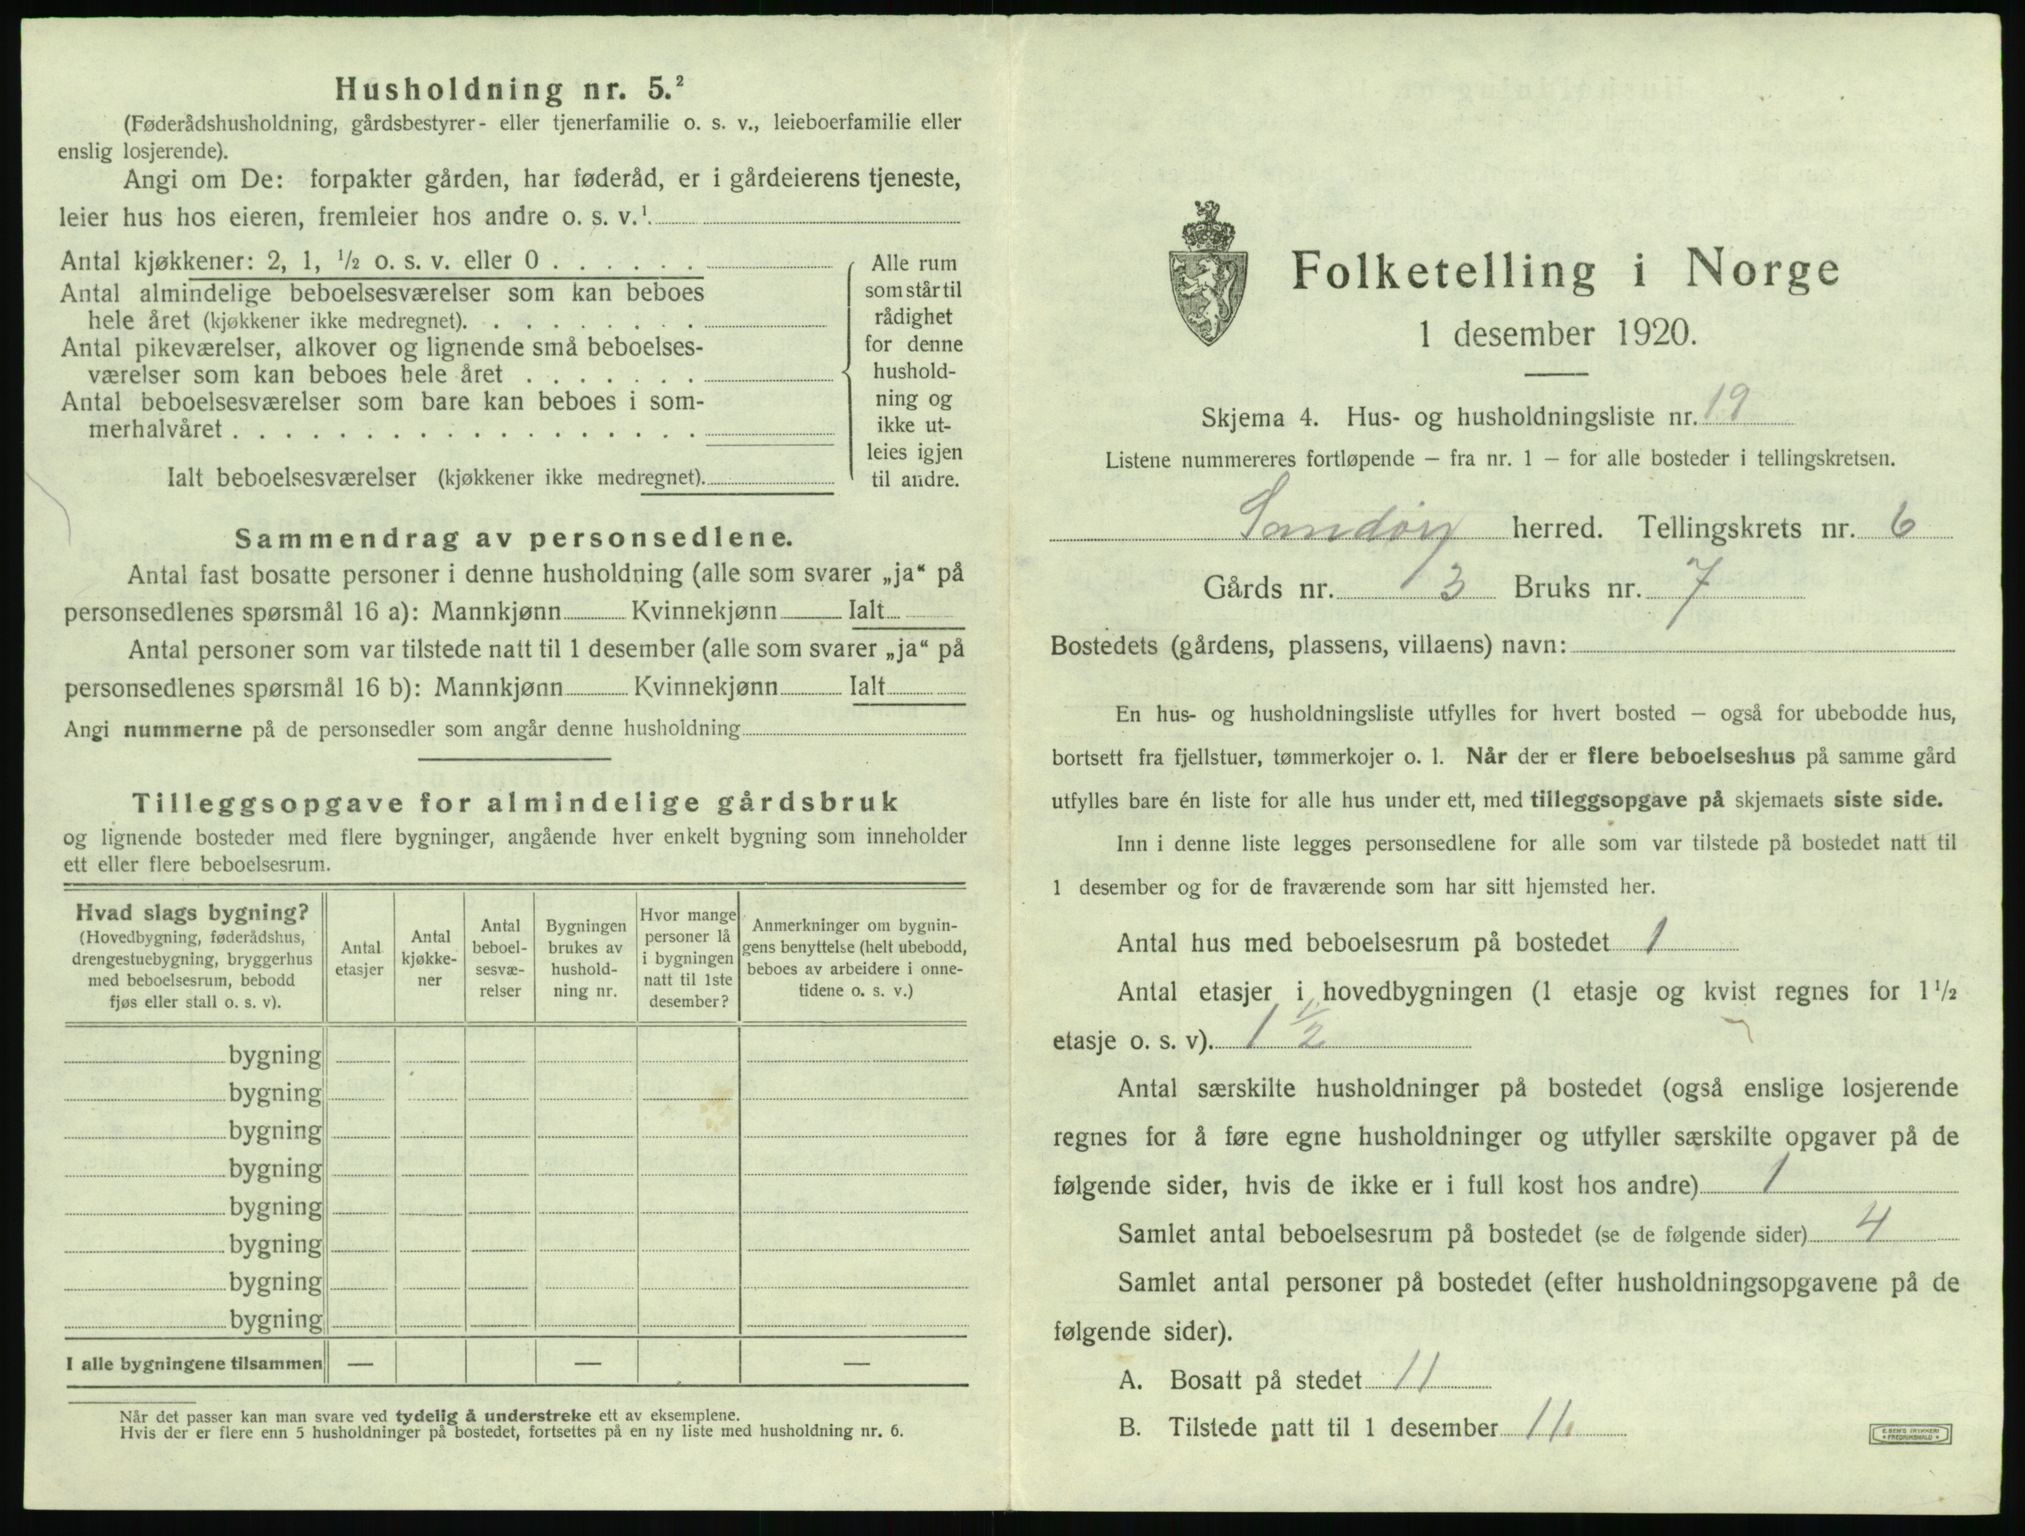 Husholdning nr. 5.²
(Føderådshusholdning, gårdsbestyrer- eller tjenerfamilie o. s. v., leieboerfamilie eller
enslig losjerende).
Angi om De: forpakter gården, har føderåd, er i gårdeierens tjeneste,
leier hus hos eieren, fremleier hos andre o. s. v.¹
Antal kjøkkener: 2, 1, ½ o. s. v. eller 0 . . . . . .
Antal almindelige beboelsesværelser som kan beboes
hele året (kjøkkener ikke medregnet). . . . . . . . .
Antal pikeværelser, alkover og lignende små beboelses-
værelser som kan beboes hele året . . . . . . .
Antal beboelsesværelser som bare kan beboes i som-
merhalvåret . . . . . . . . . . . . . . . . . .
Ialt beboelsesværelser (kjøkkener ikke medregnet).
Alle rum
som står til
rådighet
for denne
hushold-
ning og
ikke ut-
leies igjen
til andre.
Sammendrag av personsedlene.
Antal fast bosatte personer i denne husholdning (alle som svarer „ja“ på
personsedlenes spørsmål 16 a): Mannkjønn Kvinnekjønn Ialt
Antal personer som var tilstede natt til 1 desember (alle som svarer „ja“ på
personsedlenes spørsmål 16 b): Mannkjønn Kvinnekjønn Ialt
Angi nummerne på de personsedler som angår denne husholdning
Tilleggsopgave for almindelige gårdsbruk
og lignende bosteder med flere bygninger, angående hver enkelt bygning som inneholder
ett eller flere beboelsesrum.
Hvad slags bygning?
(Hovedbygning, føderådshus,
drengestuebygning, bryggerhus
med beboelsesrum, bebodd
fjøs eller stall o. s. v).
Antal
etasjer
Antal
kjøkke-
ner
Antal
beboel-
sesvæ-
relser
Bygningen
brukes av
hushold-
ning nr.
Hvor mange
personer lå
i bygningen
natt til 1ste
desember?
Anmerkninger om bygnin-
gens benyttelse (helt ubebodd,
beboes av arbeidere i onne-
tidene o. s. v.)
bygning
bygning
bygning
bygning
bygning
bygning
bygning
bygning
I alle bygningene tilsammen — — —
Når det passer kan man svare ved tydelig å understreke ett av eksemplene.
Hvis der er flere enn 5 husholdninger på bostedet, fortsettes på en ny liste med husholdning nr. 6.
Folketelling i Norge
1 desember 1920.
Skjema 4. Hus- og husholdningsliste nr. 19
Listene nummereres fortløpende — fra nr. 1 — for alle bosteder i tellingskretsen.
Sandøy herred. Tellingskrets nr. 6
Gårds nr. 3 Bruks nr. 7
Bostedets (gårdens, plassens, villaens) navn:
En hus- og husholdningsliste utfylles for hvert bosted — også for ubebodde hus,
bortsett fra fjellstuer, tømmerkojer o. l. Når der er flere beboelseshus på samme gård
utfylles bare én liste for alle hus under ett, med tilleggsopgave på skjemaets siste side.
Inn i denne liste legges personsedlene for alle som var tilstede på bostedet natt til
1 desember og for de fraværende som har sitt hjemsted her.
Antal hus med beboelsesrum på bostedet 1
Antal etasjer i hovedbygningen (1 etasje og kvist regnes for 1½
etasje o. s. v). 1 ½
Antal særskilte husholdninger på bostedet (også enslige losjerende
regnes for å føre egne husholdninger og utfyller særskilte opgaver på de
følgende sider, hvis de ikke er i full kost hos andre) 1
Samlet antal beboelsesrum på bostedet (se de følgende sider) 4
Samlet antal personer på bostedet (efter husholdningsopgavene på de
følgende sider).
A. Bosatt på stedet 11
B. Tilstede natt til 1 desember 11